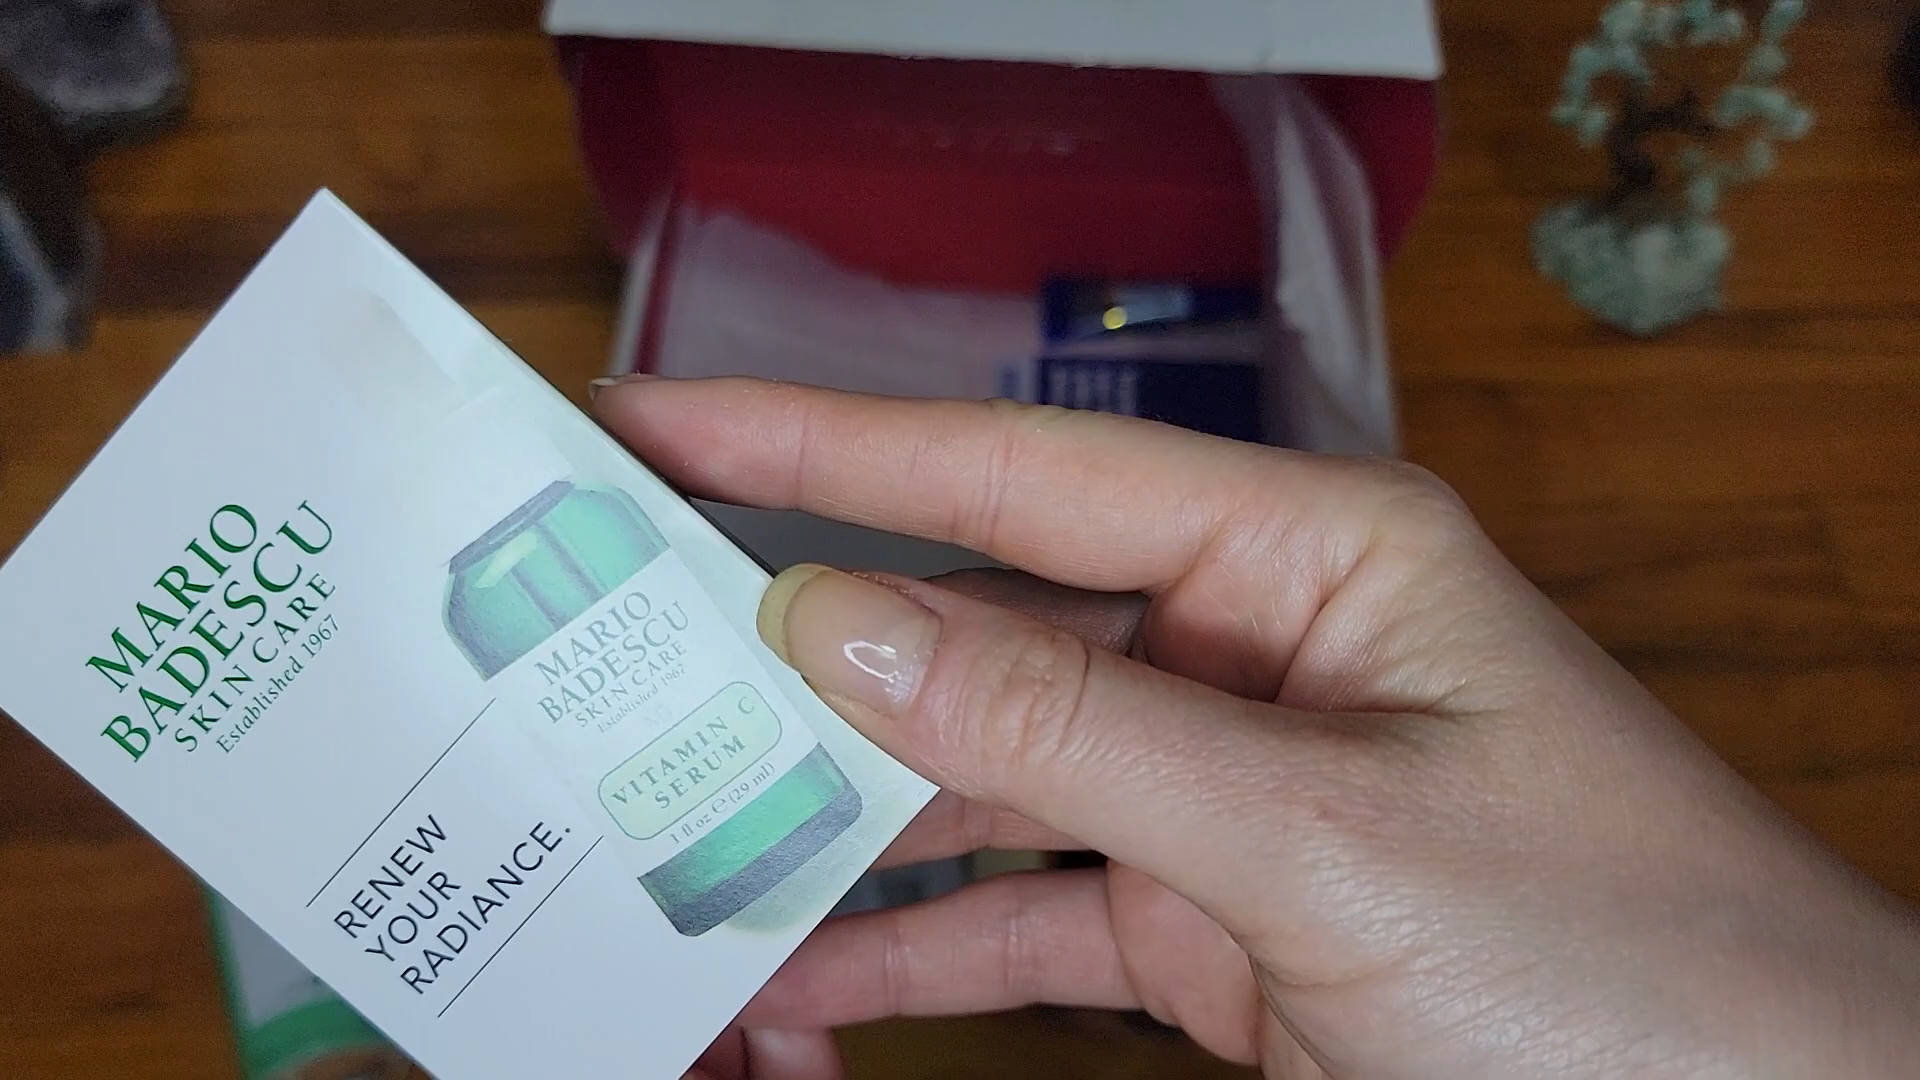 MARIO
BADESCU
SKIN CARE
Established 1967
RENEW
YOUR
RADIANCE.
MARIO
BADESCU
SKIN CARE
Established 1967
VITAMIN C
SERUM
1 fl oz ℮ (29 ml)